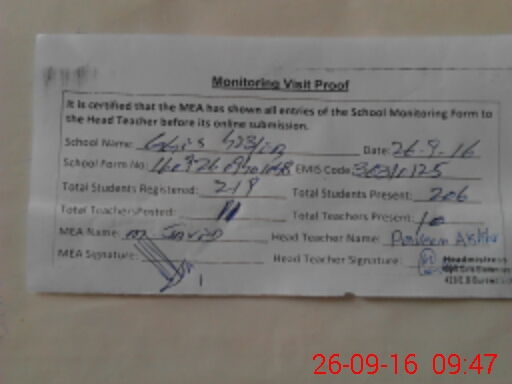 Monitoring Visit Proof
It is certified that the MEA has shown all entries of the School Monitoring Form to
the Head Teacher before its online submission.
School Name: Date: 26-9-16
School Form No: EMIS Code:
Total Students Registered: 219 Total Students Present: 206
Total Teachers Posted: 11 Total Teachers Present: 10
MEA Name: M Javid Head Teacher Name: Akhtar
MEA Signature: Head Teacher Signature: Headmistress
26-09-16 09:47